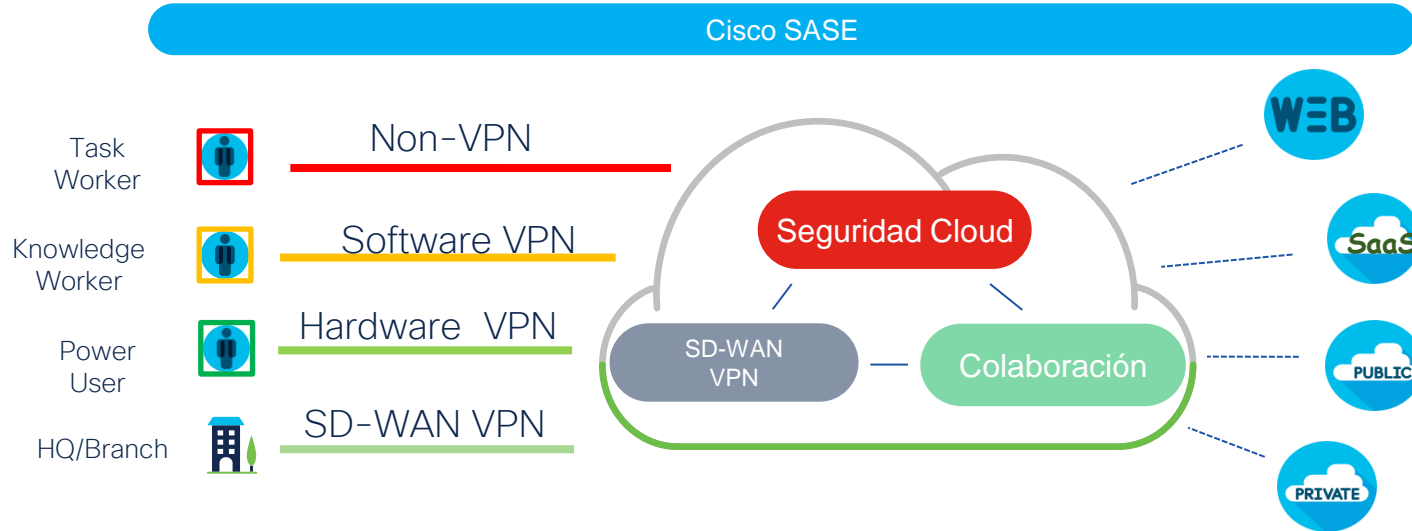 Cisco SASE
Task
Worker
Non-VPN
Knowledge
Worker
Software VPN
Power
User
Hardware VPN
HQ/Branch
SD-WAN VPN
Seguridad Cloud
SD-WAN
VPN
Colaboración
WEB
SaaS
PUBLIC
PRIVATE